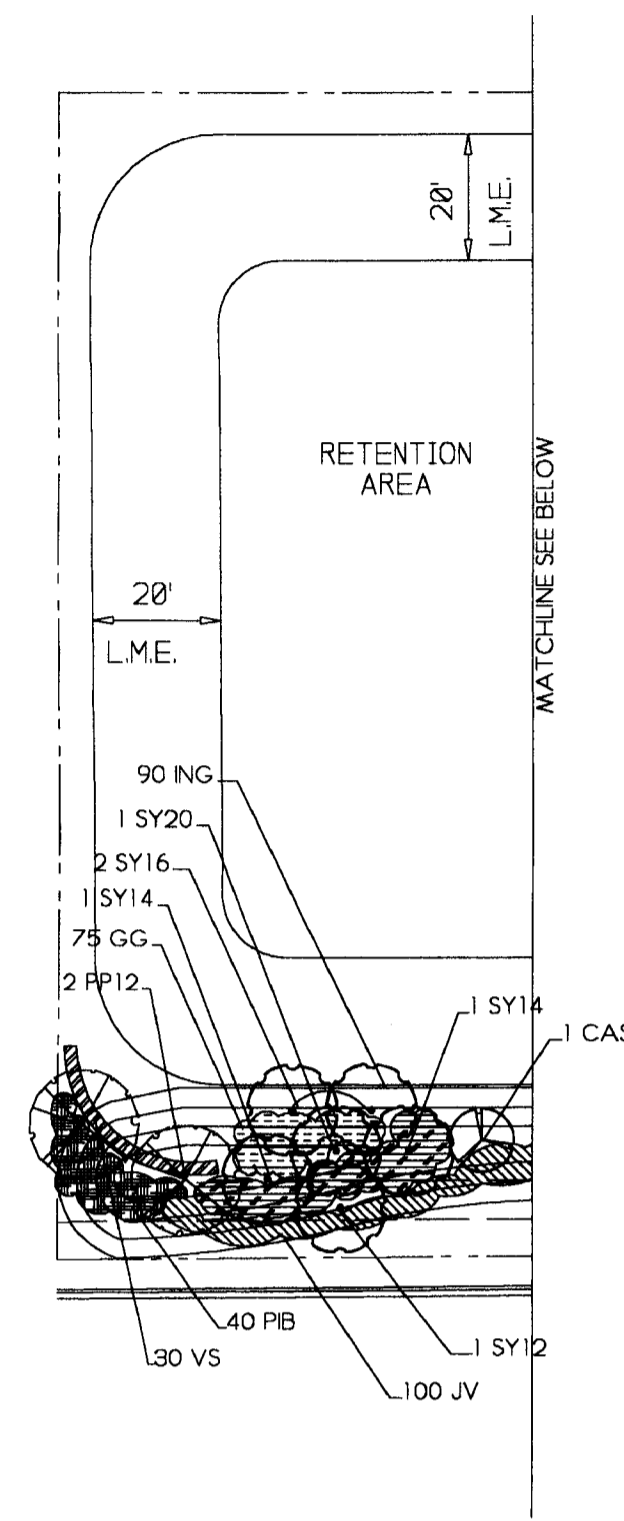 20'
L.M.E.
RETENTION
AREA
MATCHLINE SEE BELOW
20'
L.M.E.
90 ING
1 SY20
2 SY16
1 SY14
75 GG
2 PP12
1 SY14
1 CAS
40 PIB
30 VS
1 SY12
100 JV